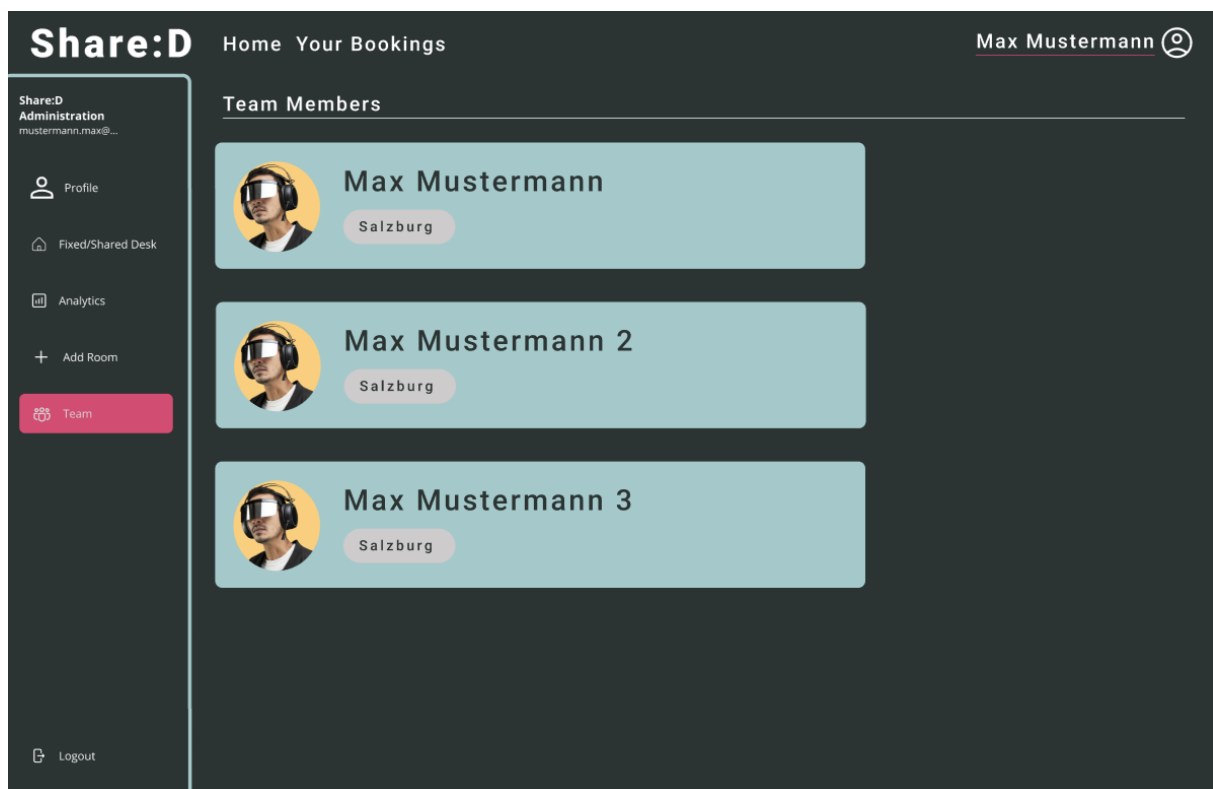 Share:D
Home Your Bookings
Max Mustermann
Share:D
Administration
mustermann.max@...
Profile
Fixed/Shared Desk
Analytics
Add Room
Team
Logout
Team Members
Max Mustermann
Salzburg
Max Mustermann 2
Salzburg
Max Mustermann 3
Salzburg